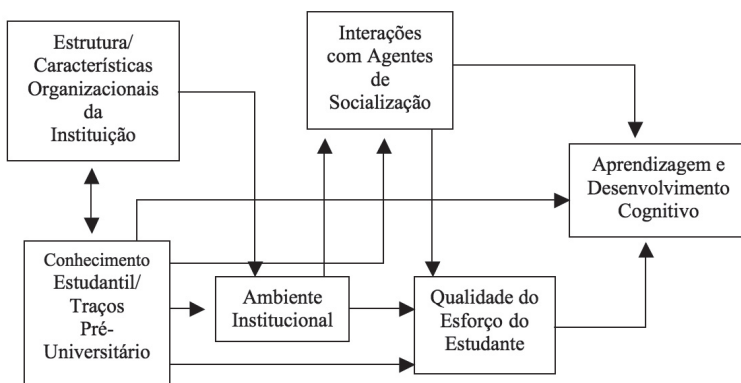 Estrutura/
Características
Organizacionais
da
Instituição
Interações
com Agentes
de
Socialização
Aprendizagem e
Desenvolvimento
Cognitivo
Conhecimento
Estudantil/
Traços
Pré-
Universitário
Ambiente
Institucional
Qualidade do
Esforço do
Estudante